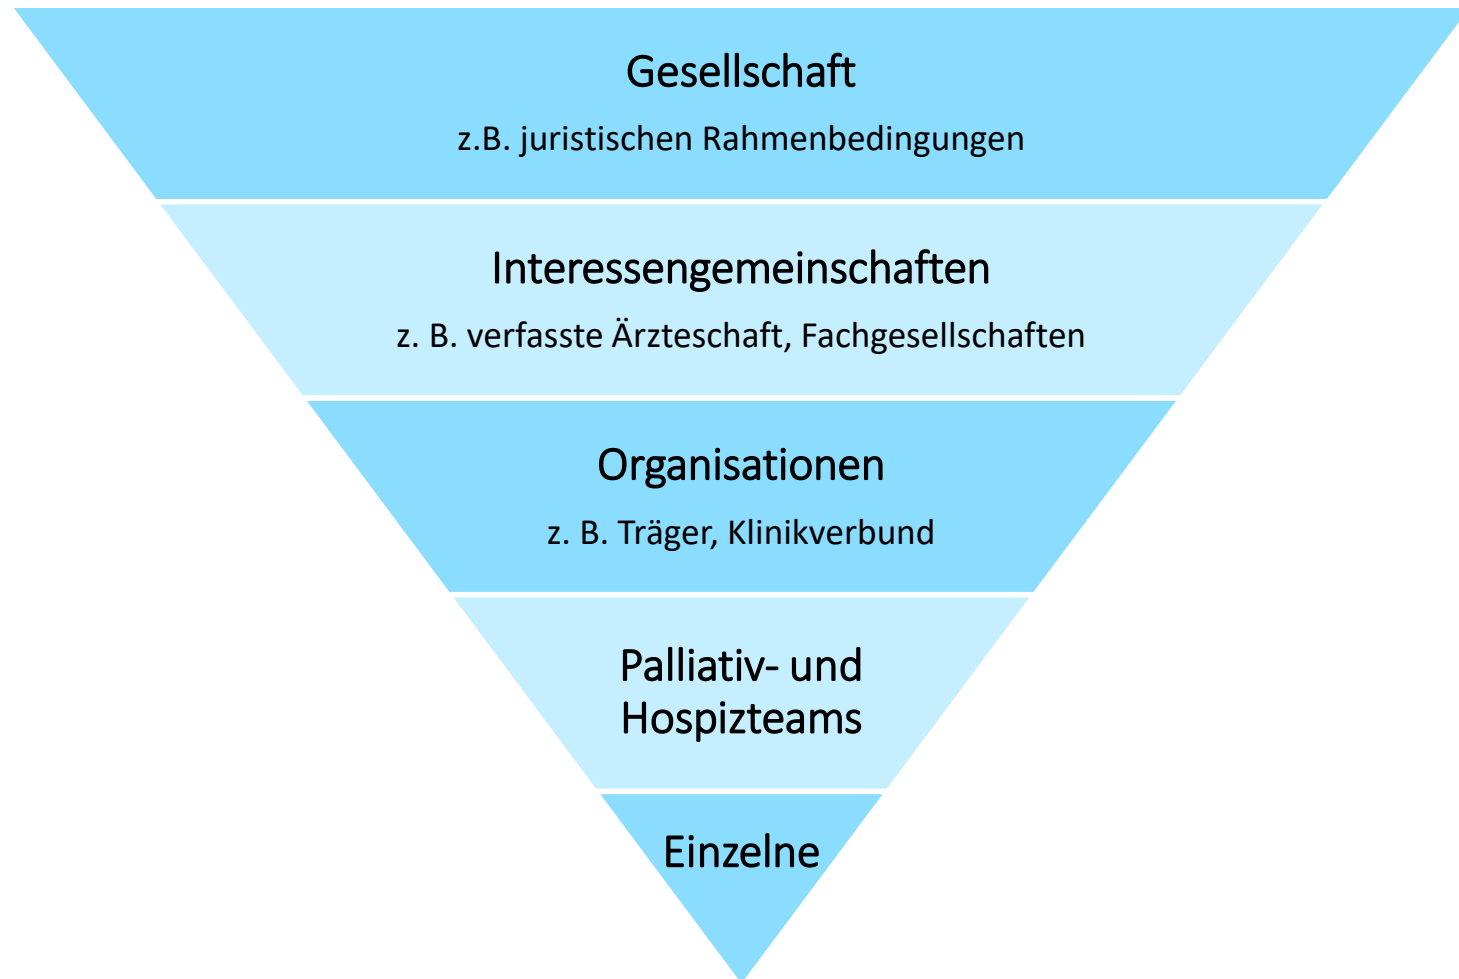 Gesellschaft
z.B. juristischen Rahmenbedingungen
Interessengemeinschaften
z. B. verfasste Ärzteschaft, Fachgesellschaften
Organisationen
z. B. Träger, Klinikverbund
Palliativ- und
Hospizteams
Einzelne